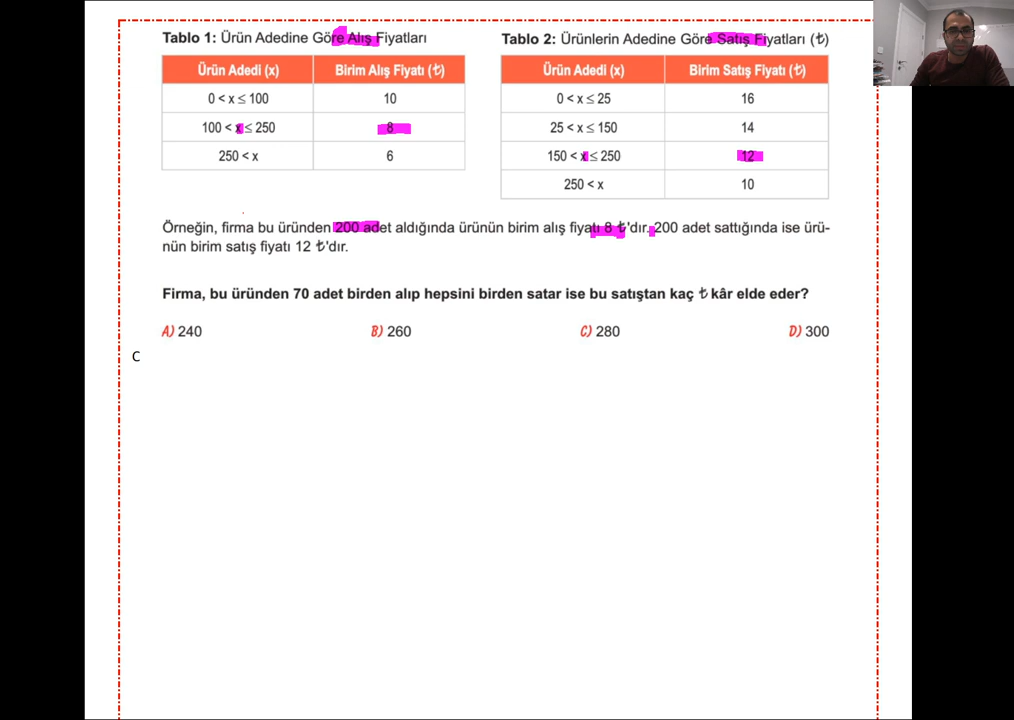 Tablo 1: Ürün Adedine Göre Alış Fiyatları
Ürün Adedi (x) Birim Alış Fiyatı (₺)
0 < x ≤ 100 10
100 < x ≤ 250 8
250 < x 6
Tablo 2: Ürünlerin Adedine Göre Satış Fiyatları (₺)
Ürün Adedi (x) Birim Satış Fiyatı (₺)
0 < x ≤ 25 16
25 < x ≤ 150 14
150 < x ≤ 250 12
250 < x 10
Örneğin, firma bu üründen 200 adet aldığında ürünün birim alış fiyatı 8 ₺'dır. 200 adet sattığında ise ürü-
nün birim satış fiyatı 12 ₺'dır.
Firma, bu üründen 70 adet birden alıp hepsini birden satar ise bu satıştan kaç ₺ kâr elde eder?
A) 240 B) 260 C) 280 D) 300
C